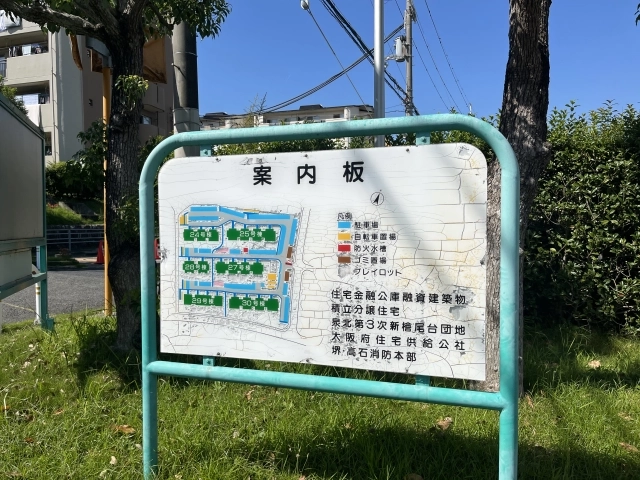 案内板
凡例
駐車場
自転車置場
防火水槽
ゴミ置場
プレイロット
24号棟
25号棟
28号棟
27号棟
29号棟
30号棟
住宅金融公庫融資建築物
積立分譲住宅
泉北第3次新檜尾台団地
大阪府住宅供給公社
堺・高石消防本部